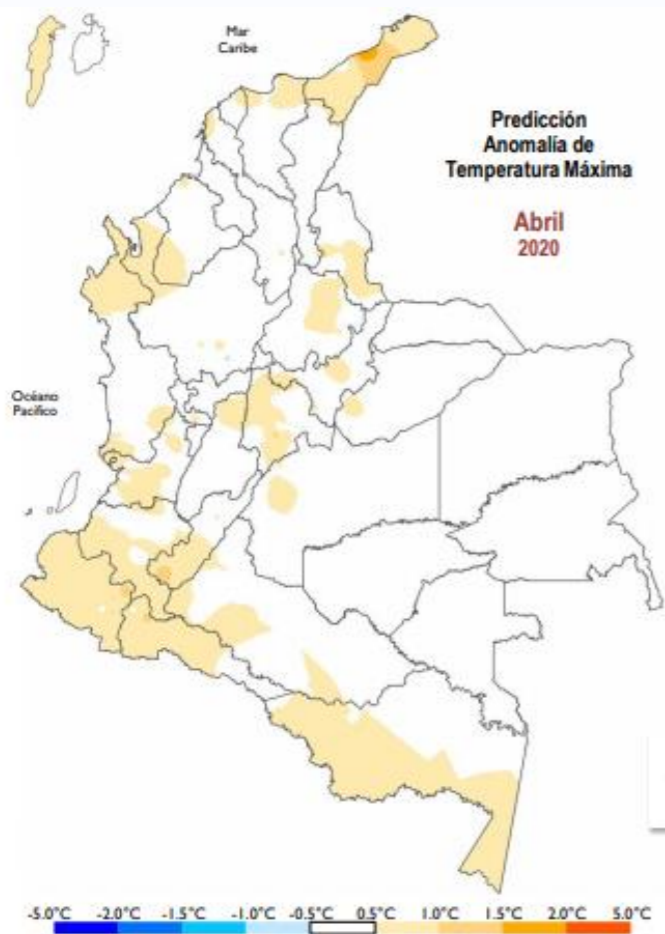 Mar
Caribe
Predicción
Anomalía de
Temperatura Máxima
Abril
2020
Océano
Pacífico
-5.0°C -2.0°C -1.5°C -1.0°C -0.5°C 0.5°C 1.0°C 1.5°C 2.0°C 5.0°C